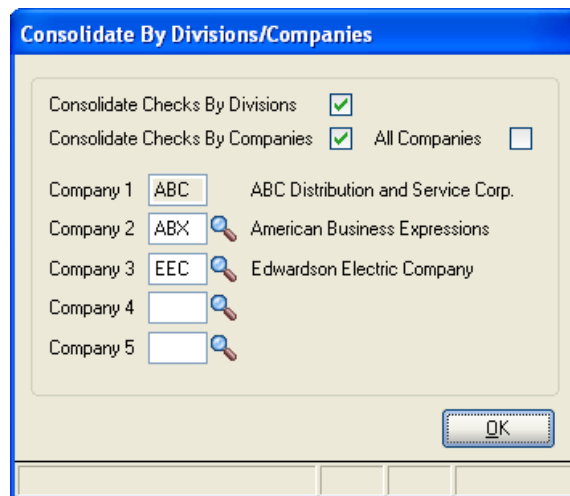 Consolidate By Divisions/Companies
Consolidate Checks By Divisions
Consolidate Checks By Companies All Companies
Company 1 ABC ABC Distribution and Service Corp.
Company 2 ABX American Business Expressions
Company 3 EEC Edwardson Electric Company
Company 4
Company 5
OK